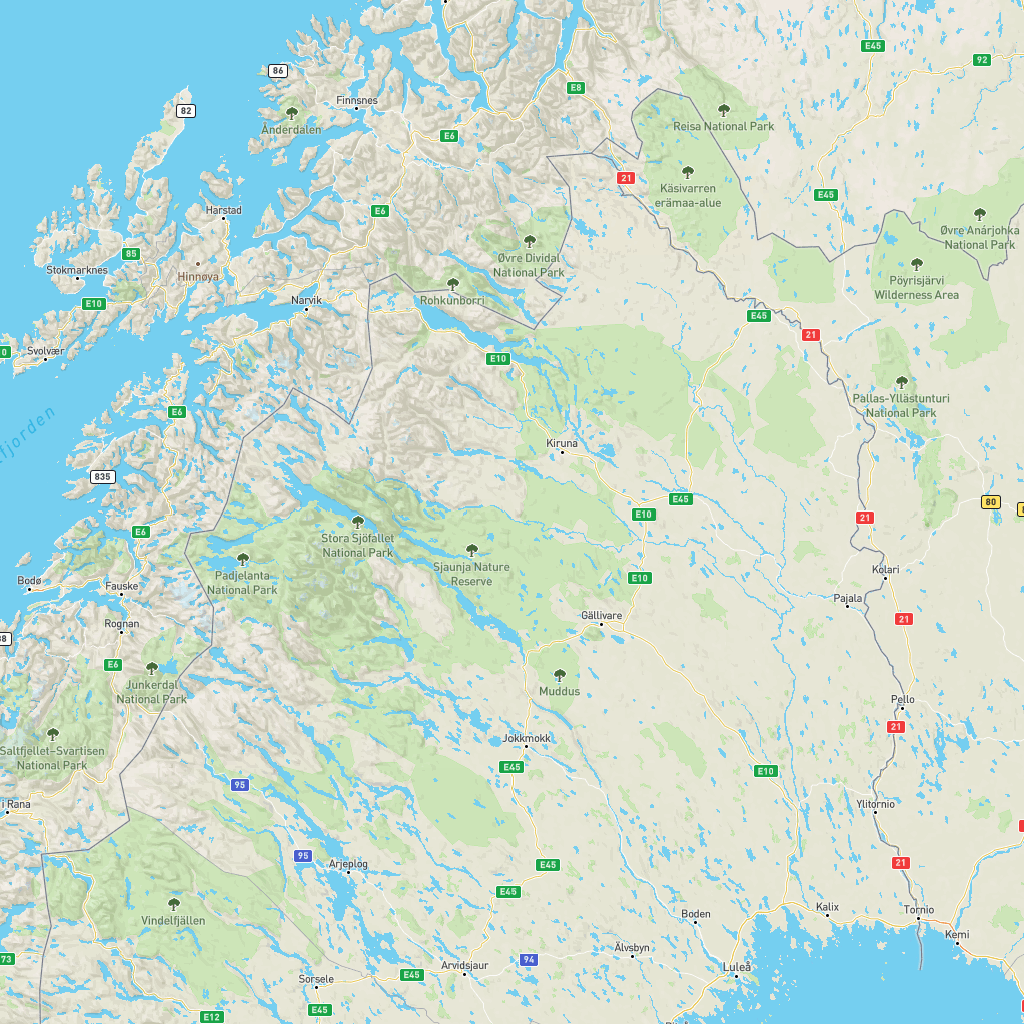 E45
92
86
E8
82
Finnsnes
Reisa National Park
Ånderdalen
E6
21
Käsivarren
erämaa-alue
E45
Harstad
E6
Øvre Anárjohka
National Park
85
Øvre Dividal
National Park
Stokmarknes
Hinnøya
Pöyrisjärvi
Wilderness Area
Rohkunborri
E10
Narvik
E45
21
Svolvær
0
E10
Pallas-Yllästunturi
National Park
E6
fjorden
Kiruna
835
E45
80
E10
21
E6
Stora Sjöfallet
National Park
Sjaunja Nature
Reserve
Kolari
Padjelanta
National Park
E10
Bodø
Fauske
Pajala
Gällivare
21
Rognan
38
E6
Junkerdal
National Park
Muddus
Pello
21
Saltfjellet-Svartisen
National Park
Jokkmokk
E45
E10
95
i Rana
Ylitornio
95
Arjeplog
E45
21
E45
Vindelfjällen
Boden
Kalix
Tornio
Kemi
Älvsbyn
73
94
Arvidsjaur
Luleå
E45
Sorsele
E45
E12